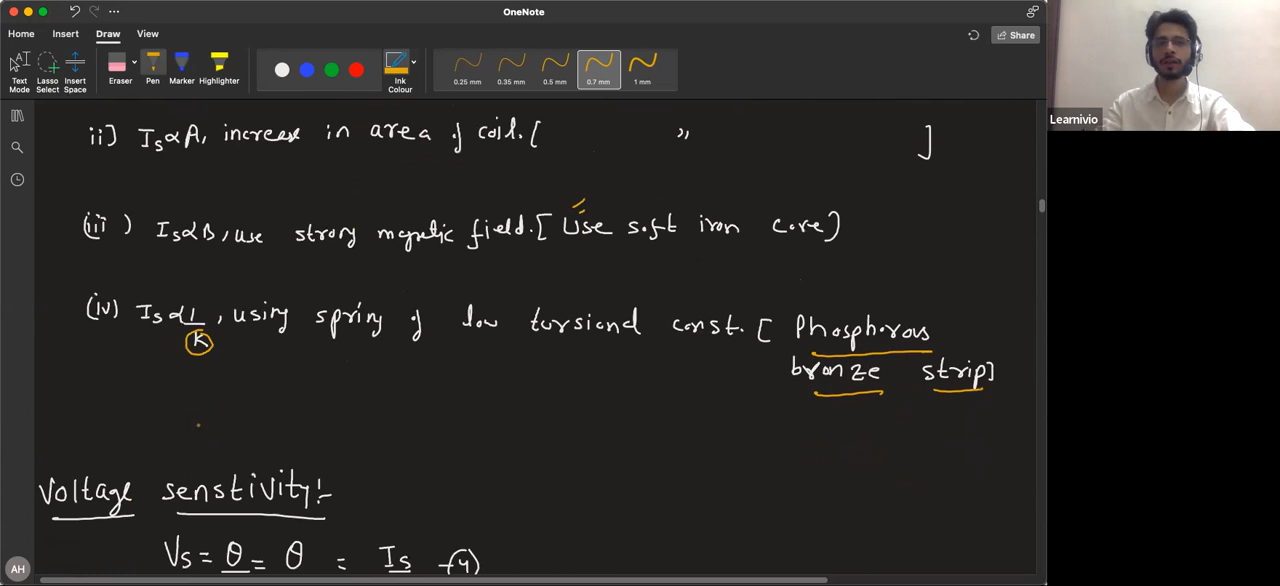 OneNote
Home Insert Draw View
Share
Text Mode
Lasso Select
Insert Space
Eraser
Pen
Marker
Highlighter
Ink Colour
0.25 mm
0.35 mm
0.5 mm
0.7 mm
1 mm
Learnivio
ii] Is∝A, increase in area of coil. [ ,, ]
(iii) Is∝B, use strong magnetic field. [ Use soft iron core)
(iv) Is∝1/k, using spring of low torsional const. [ Phosphorous
bronze strip]
Voltage senstivity:-
Vs = θ = θ = Is -(4)
AH